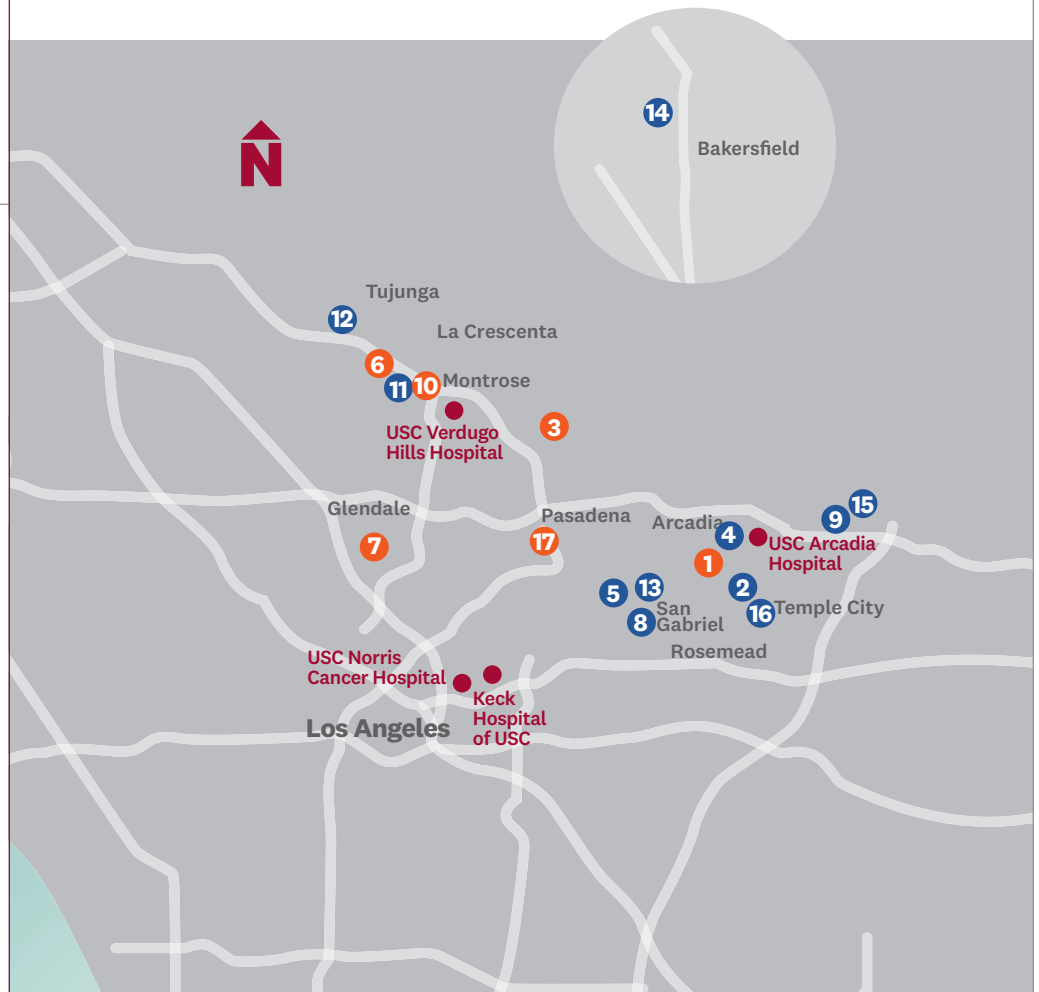 14
Bakersfield
N
Tujunga
12
La Crescenta
6
11
10
Montrose
3
USC Verdugo
Hills Hospital
Glendale
7
Pasadena
17
Arcadia
4
15
9
USC Arcadia
Hospital
1
5
13
2
San
Gabriel
8
16
Temple City
Rosemead
USC Norris
Cancer Hospital
Keck
Hospital
of USC
Los Angeles